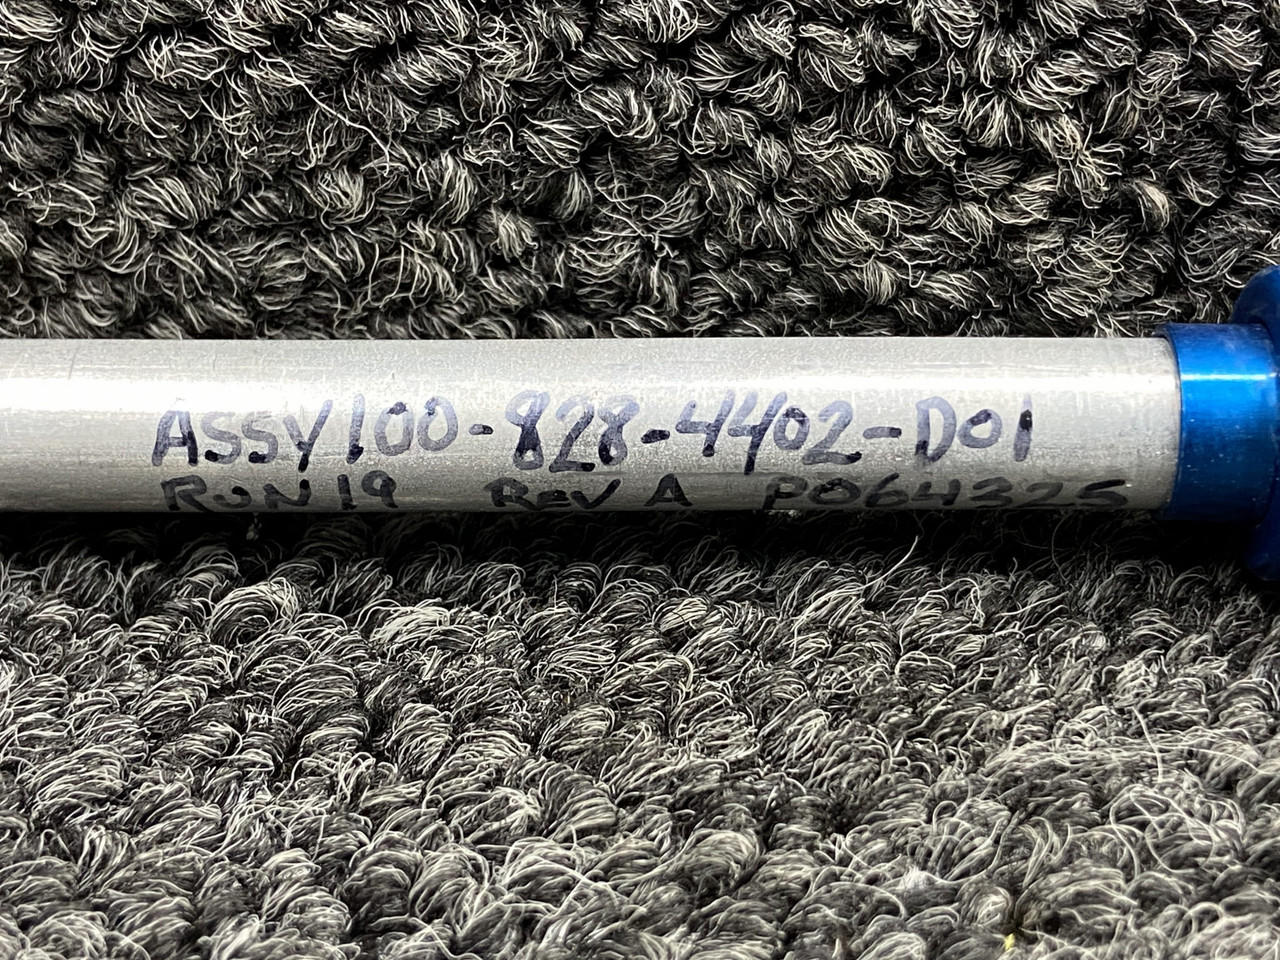 ASSY 100-828-4402-D01
RUN 19 REV A PO64325